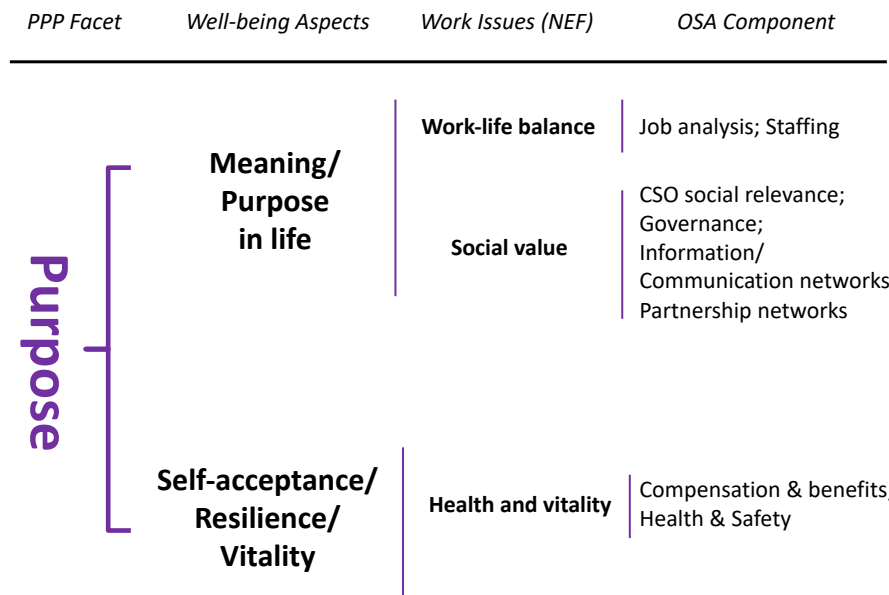 PPP Facet Well-being Aspects Work Issues (NEF) OSA Component
Purpose
Meaning/
Purpose
in life
Work-life balance
Job analysis; Staffing
Social value
CSO social relevance;
Governance;
Information/
Communication networks
Partnership networks
Self-acceptance/
Resilience/
Vitality
Health and vitality
Compensation & benefits;
Health & Safety